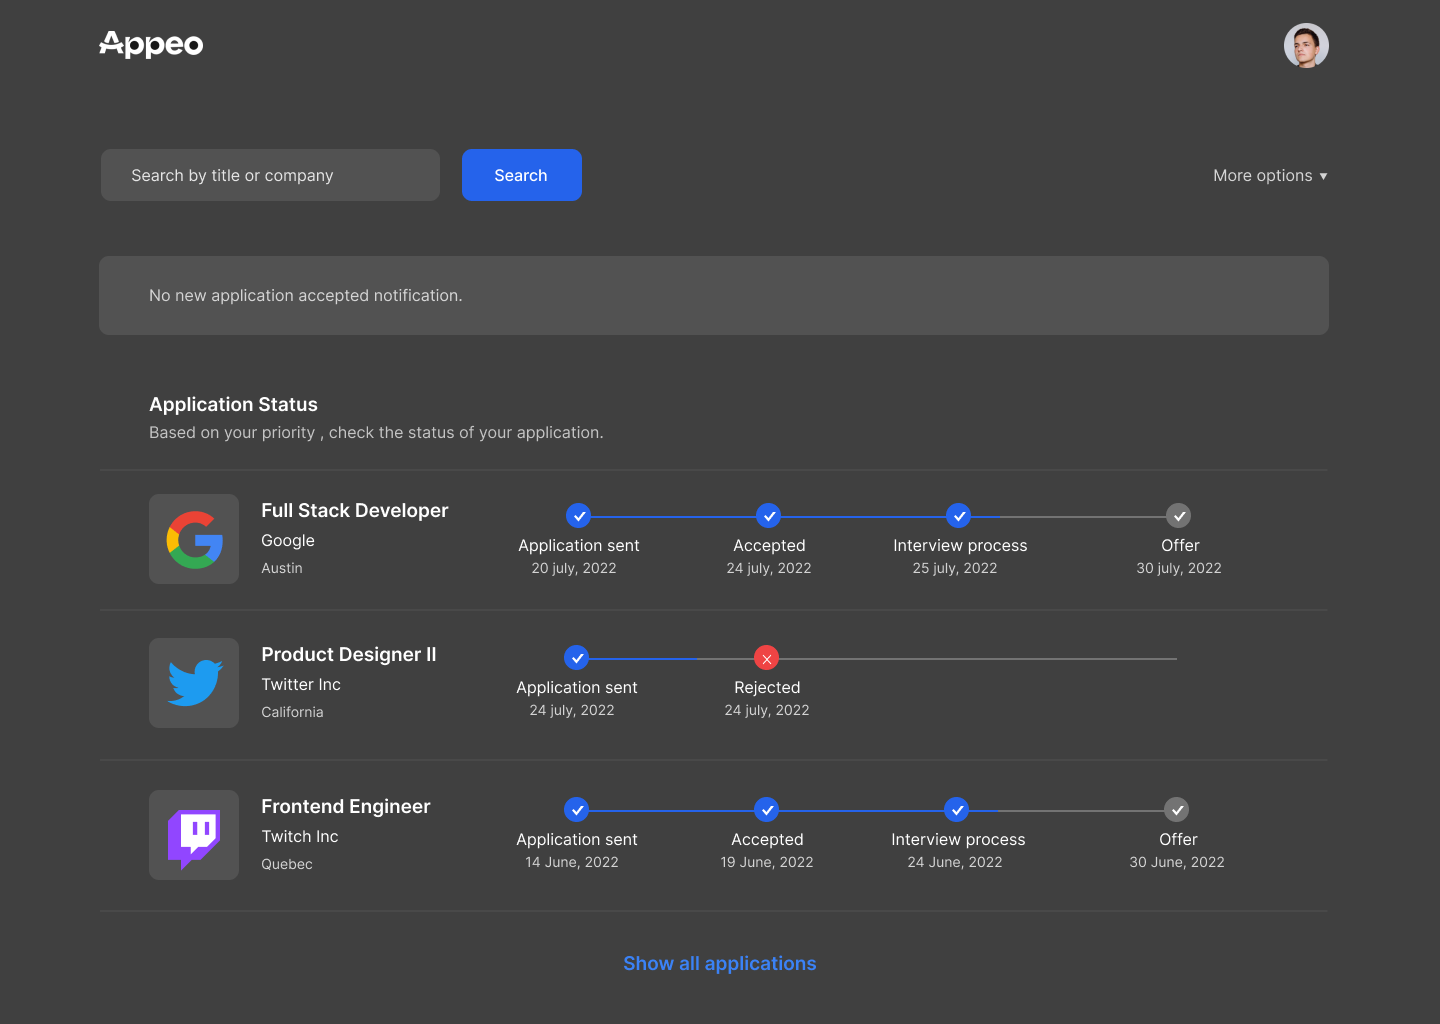 Appeo
Search by title or company
Search
More options ▼
No new application accepted notification.
Application Status
Based on your priority , check the status of your application.
Full Stack Developer
Google
Austin
Application sent
20 july, 2022
Accepted
24 july, 2022
Interview process
25 july, 2022
Offer
30 july, 2022
Product Designer II
Twitter Inc
California
Application sent
24 july, 2022
Rejected
24 july, 2022
Frontend Engineer
Twitch Inc
Quebec
Application sent
14 June, 2022
Accepted
19 June, 2022
Interview process
24 June, 2022
Offer
30 June, 2022
Show all applications